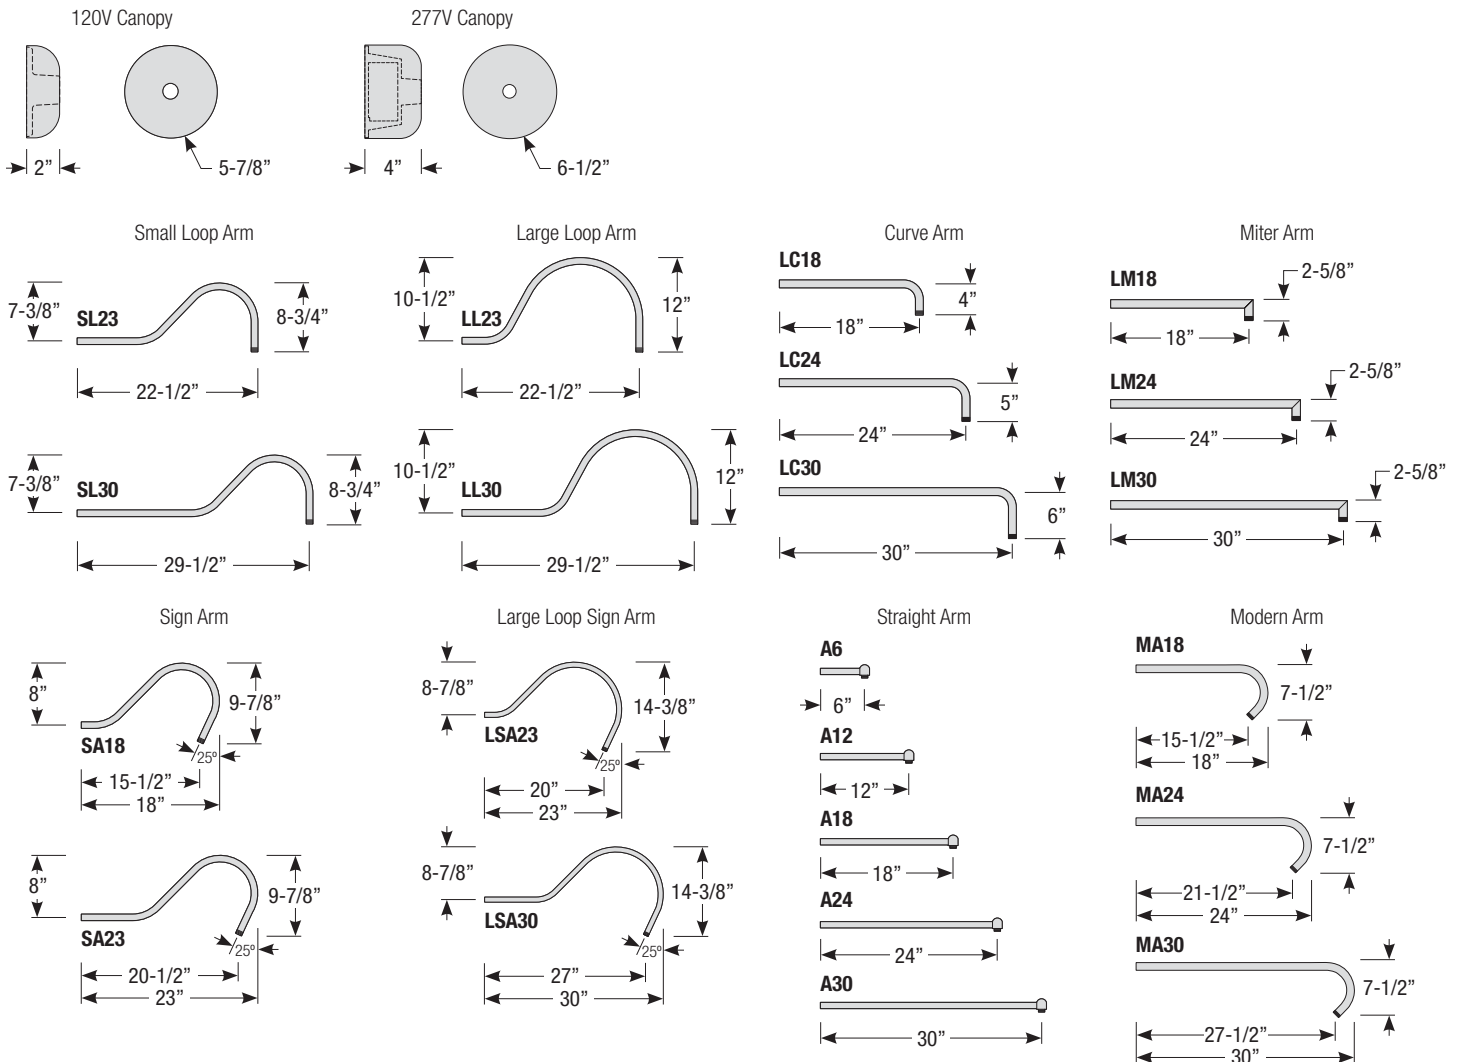 120V Canopy
277V Canopy
2”
5-7/8”
4”
6-1/2”
Small Loop Arm
7-3/8”
SL23
8-3/4”
22-1/2”
7-3/8”
SL30
8-3/4”
29-1/2”
Large Loop Arm
10-1/2”
LL23
12”
22-1/2”
10-1/2”
LL30
12”
29-1/2”
Curve Arm
LC18
4”
18”
LC24
5”
24”
LC30
6”
30”
Miter Arm
LM18
2-5/8”
18”
LM24
2-5/8”
24”
LM30
2-5/8”
30”
Sign Arm
8”
SA18
9-7/8”
25º
15-1/2”
18”
8”
SA23
9-7/8”
25º
20-1/2”
23”
Large Loop Sign Arm
8-7/8”
LSA23
14-3/8”
25º
20”
23”
8-7/8”
LSA30
14-3/8”
25º
27”
30”
Straight Arm
A6
6”
A12
12”
A18
18”
A24
24”
A30
30”
Modern Arm
MA18
7-1/2”
15-1/2”
18”
MA24
7-1/2”
21-1/2”
24”
MA30
7-1/2”
27-1/2”
30”